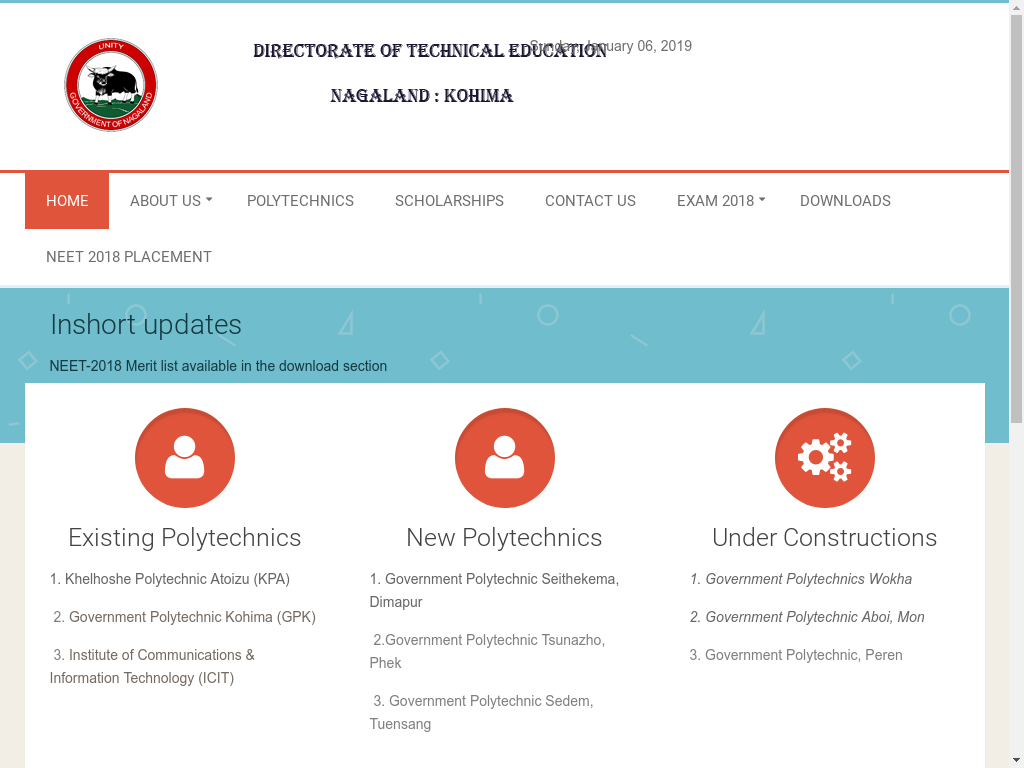 UNITY
GOVERNMENT OF NAGALAND
DIRECTORATE OF TECHNICAL EDUCATION
Sunday, January 06, 2019
NAGALAND : KOHIMA
HOME ABOUT US POLYTECHNICS SCHOLARSHIPS CONTACT US EXAM 2018 DOWNLOADS
NEET 2018 PLACEMENT
Inshort updates
NEET-2018 Merit list available in the download section
Existing Polytechnics
1. Khelhoshe Polytechnic Atoizu (KPA)
2. Government Polytechnic Kohima (GPK)
3. Institute of Communications &
Information Technology (ICIT)
New Polytechnics
1. Government Polytechnic Seithekema,
Dimapur
2.Government Polytechnic Tsunazho,
Phek
3. Government Polytechnic Sedem,
Tuensang
Under Constructions
1. Government Polytechnics Wokha
2. Government Polytechnic Aboi, Mon
3. Government Polytechnic, Peren